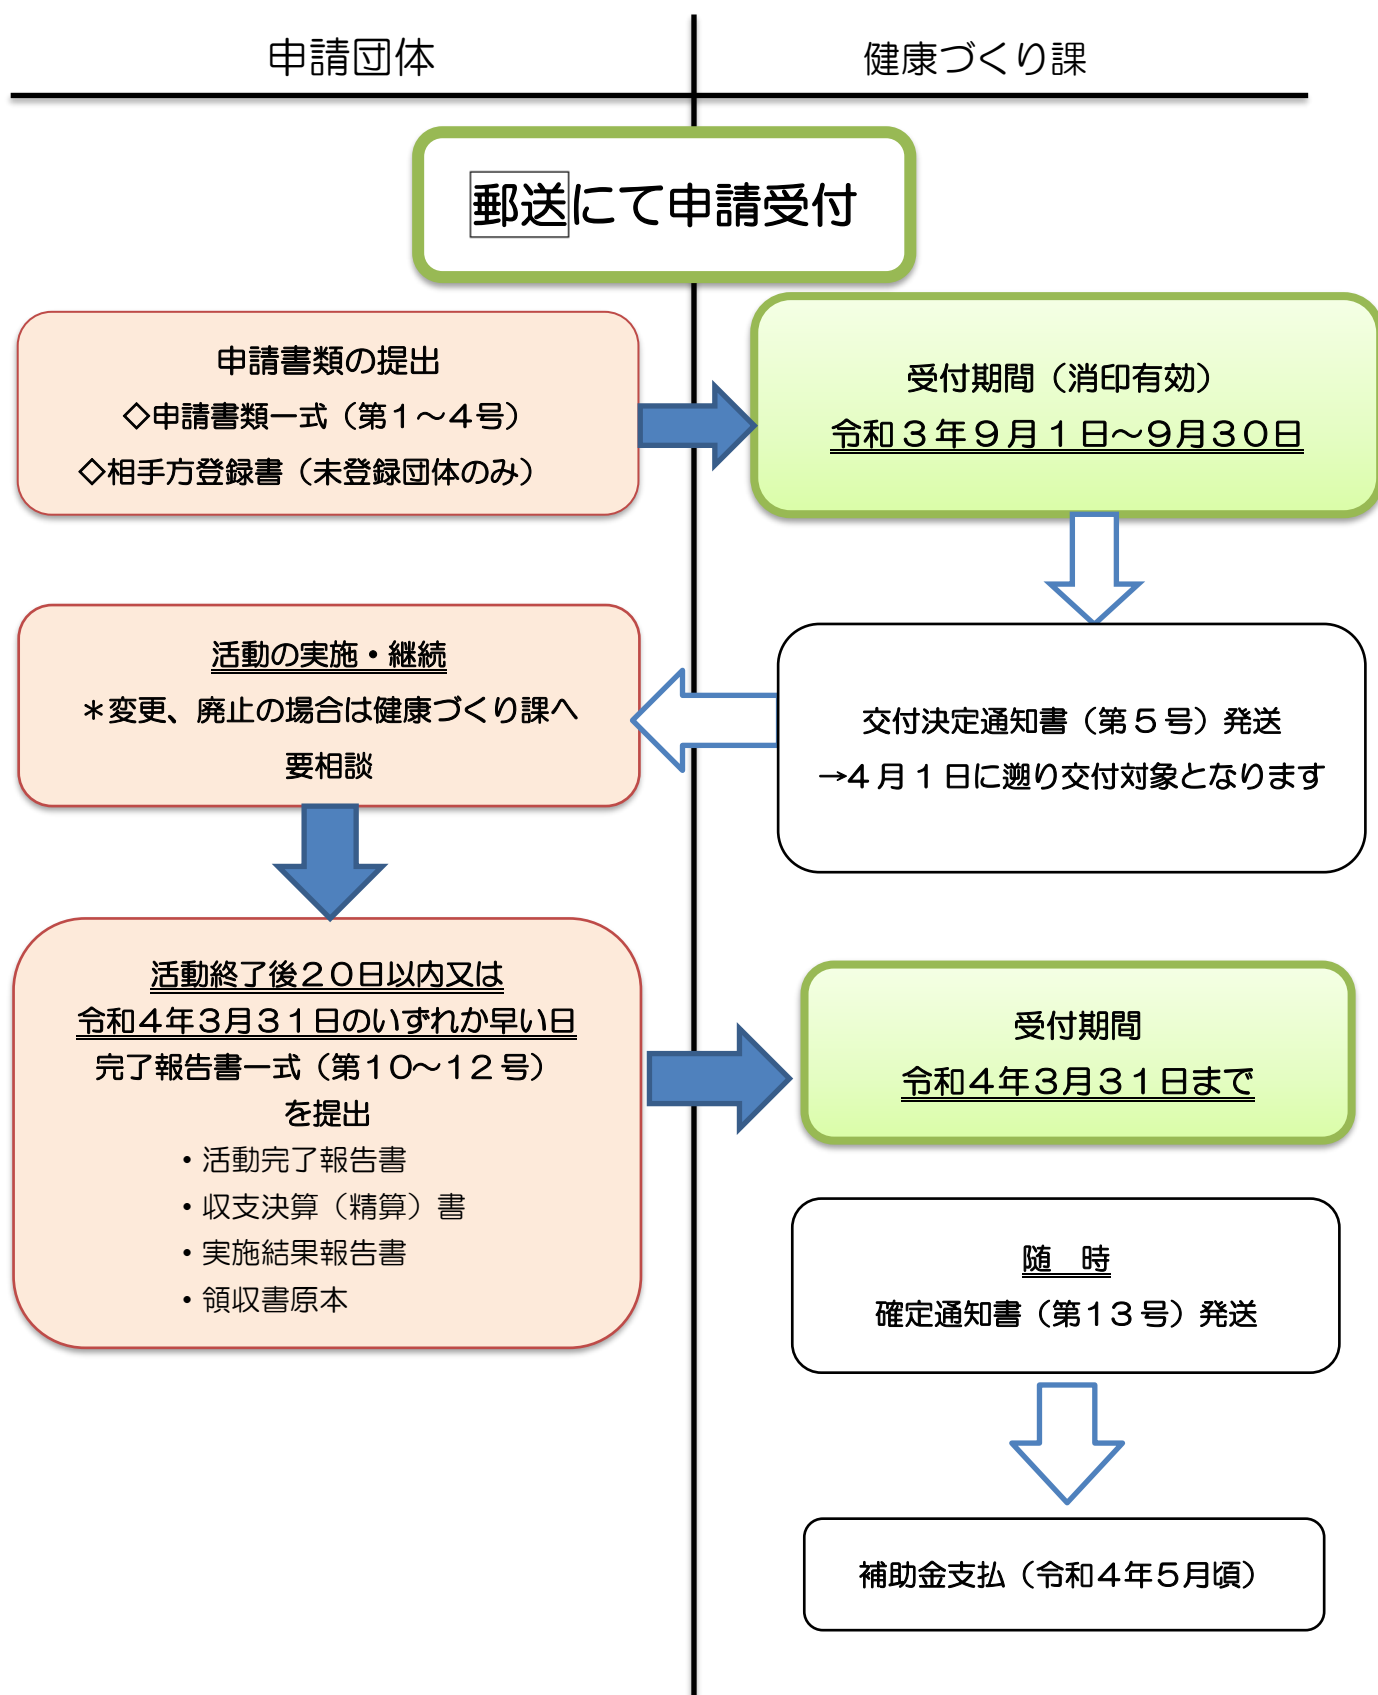 申請団体
健康づくり課
郵送にて申請受付
申請書類の提出
◇申請書類一式（第１～４号）
◇相手方登録書（未登録団体のみ）
受付期間（消印有効）
令和３年９月１日～９月３０日
活動の実施・継続
＊変更、廃止の場合は健康づくり課へ
要相談
交付決定通知書（第５号）発送
→４月１日に遡り交付対象となります
活動終了後２０日以内又は
令和４年３月３１日のいずれか早い日
完了報告書一式（第１０～１２号）
を提出
・活動完了報告書
・収支決算（精算）書
・実施結果報告書
・領収書原本
受付期間
令和４年３月３１日まで
随　時
確定通知書（第１３号）発送
補助金支払（令和４年５月頃）